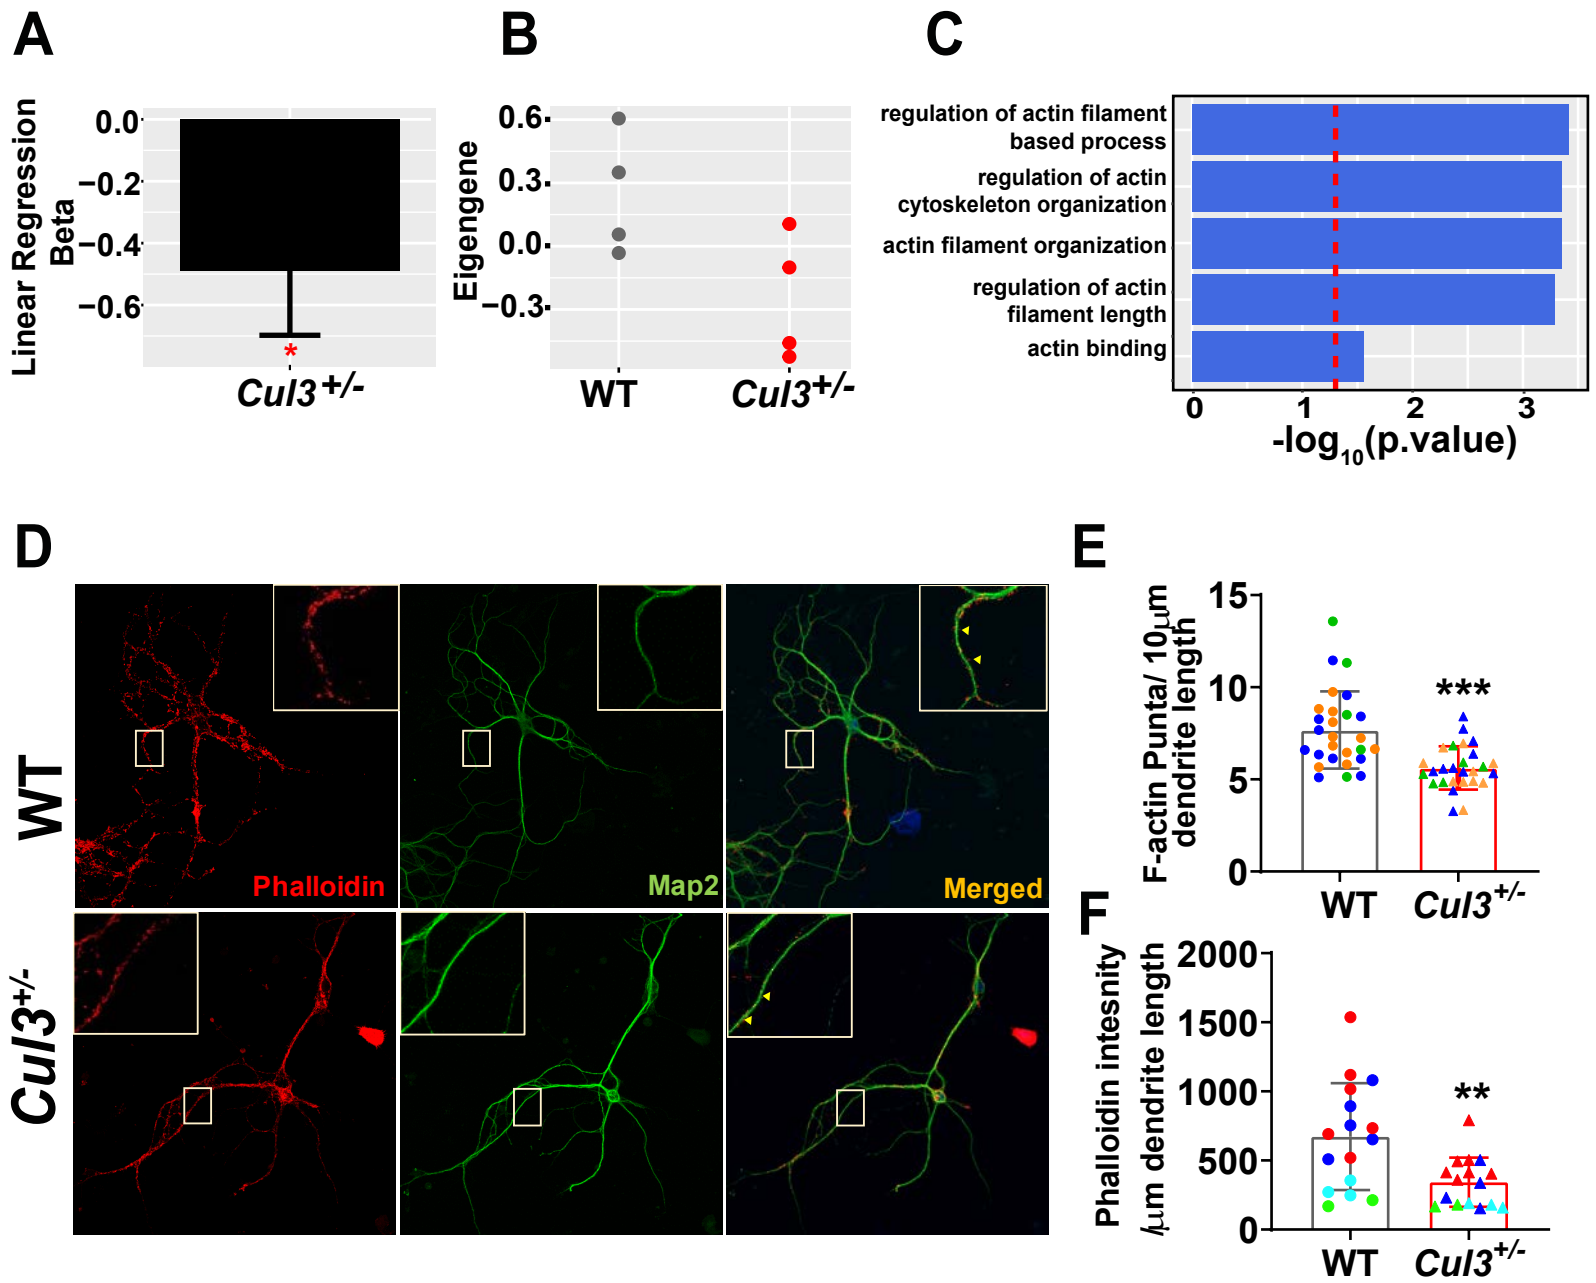 A
Linear Regression
Beta
0.0
−0.2
−0.4
−0.6
*
Cul3+/-
B
Eigengene
0.6
0.3
0.0
−0.3
WT
Cul3+/-
C
regulation of actin filament
based process
regulation of actin
cytoskeleton organization
actin filament organization
regulation of actin
filament length
actin binding
0 1 2 3
-log10(p.value)
D
WT
Phalloidin
Map2
Merged
Cul3+/-
E
F-actin Punta/ 10µm
dendrite length
15
10
5
0
***
WT
Cul3+/-
F
Phalloidin intesnity
/µm dendrite length
2000
1500
1000
500
0
**
WT
Cul3+/-